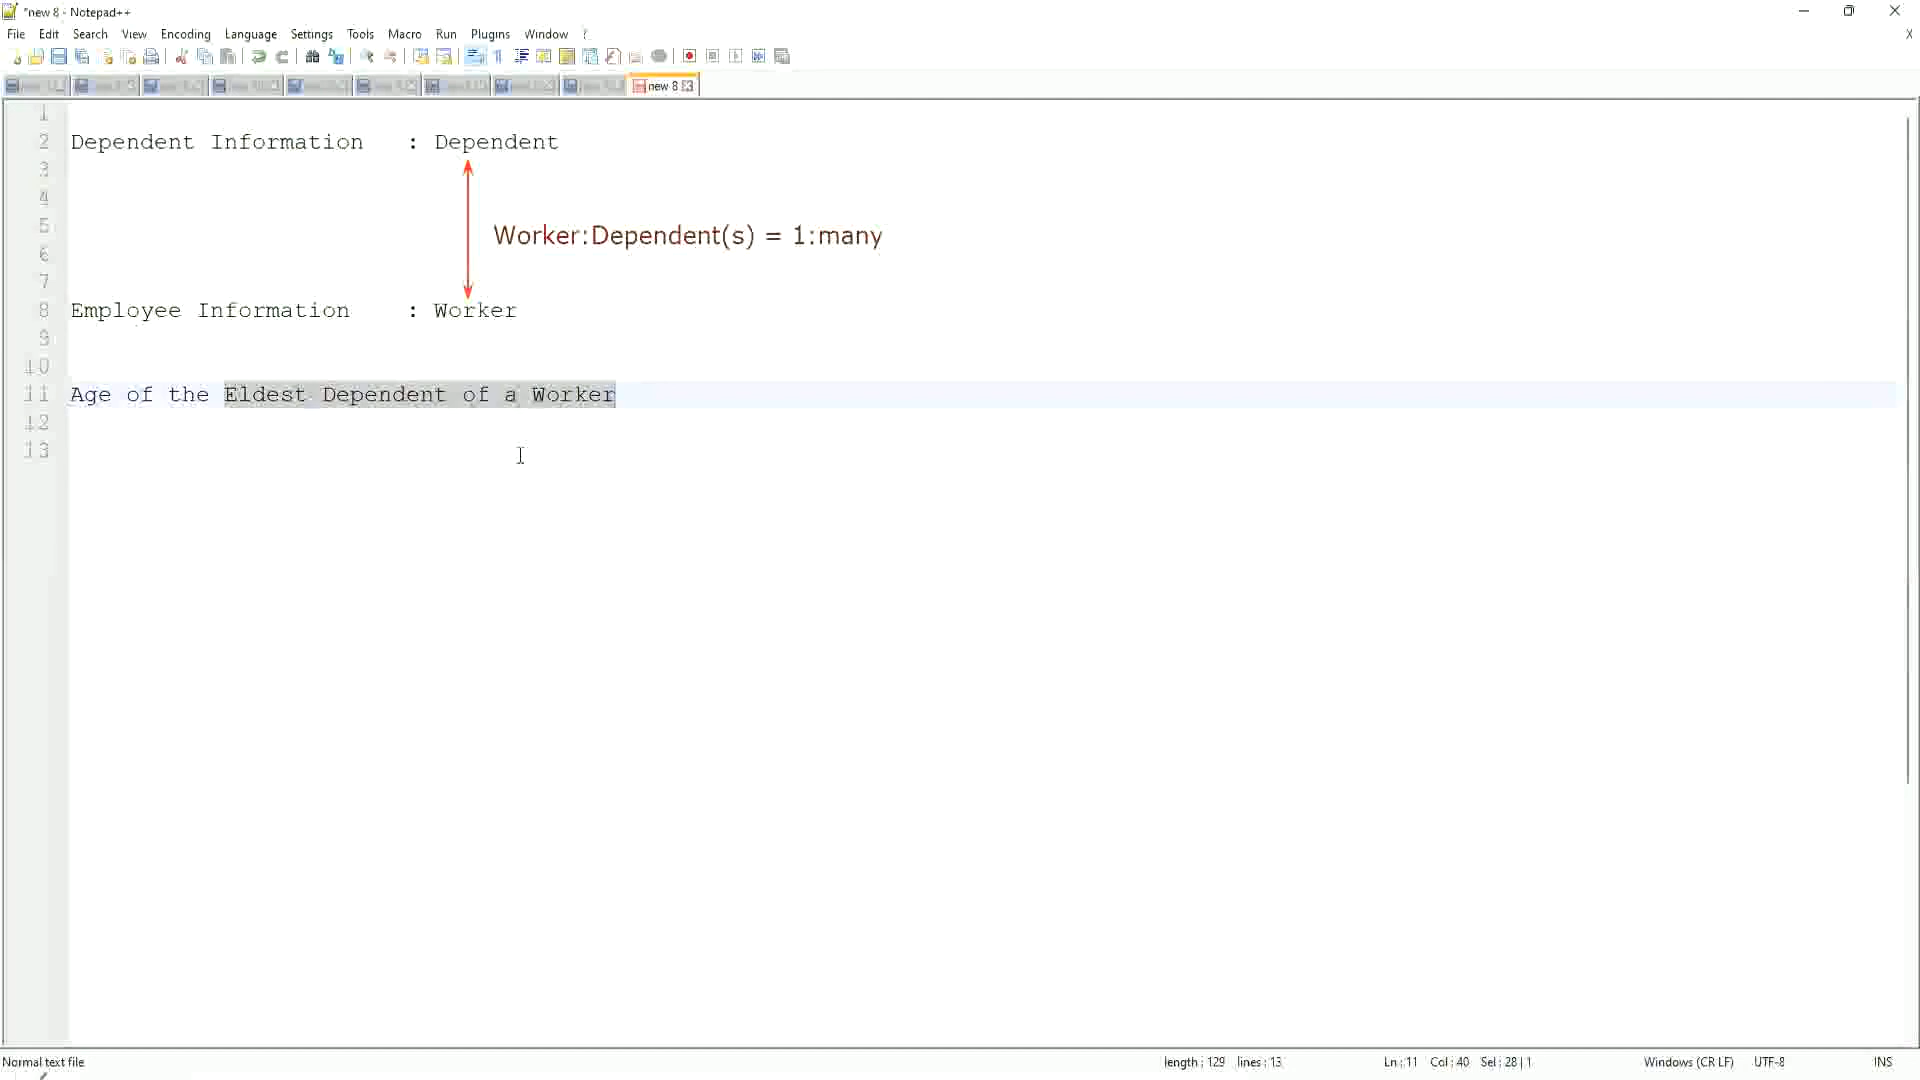 *new 8 - Notepad++
File Edit Search View Encoding Language Settings Tools Macro Run Plugins Window ?
new 8
1
2 Dependent Information : Dependent
3
4
5 Worker:Dependent(s) = 1:many
6
7
8 Employee Information : Worker
9
10
11 Age of the Eldest Dependent of a Worker
12
13
Normal text file length : 129 lines : 13 Ln : 11 Col : 40 Sel : 28 | 1 Windows (CR LF) UTF-8 INS